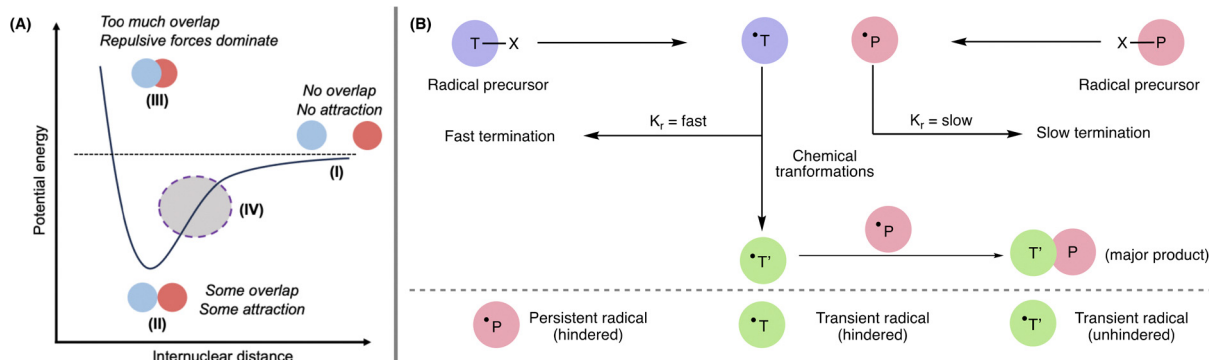 (A)
Too much overlap
Repulsive forces dominate
(III)
No overlap
No attraction
(I)
(IV)
Some overlap
Some attraction
(II)
Potential energy
Internuclear distance
(B)
T—X
Radical precursor
•T
•P
X—P
Radical precursor
Fast termination
Kr = fast
Kr = slow
Slow termination
Chemical
tranformations
•P
•T'
T' P
(major product)
•P
Persistent radical
(hindered)
•T
Transient radical
(hindered)
•T'
Transient radical
(unhindered)